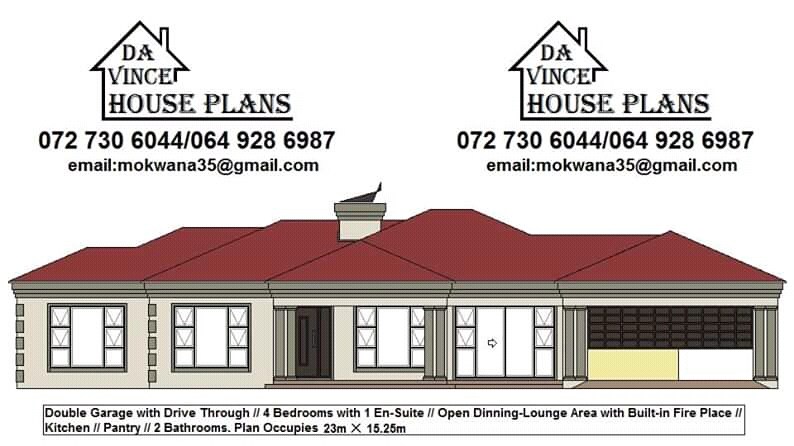 DA
VINCE
HOUSE PLANS
072 730 6044/064 928 6987
email:mokwana35@gmail.com
DA
VINCE
HOUSE PLANS
072 730 6044/064 928 6987
email:mokwana35@gmail.com
Double Garage with Drive Through // 4 Bedrooms with 1 En-Suite // Open Dinning-Lounge Area with Built-in Fire Place //
Kitchen // Pantry // 2 Bathrooms. Plan Occupies 23m X 15.25m